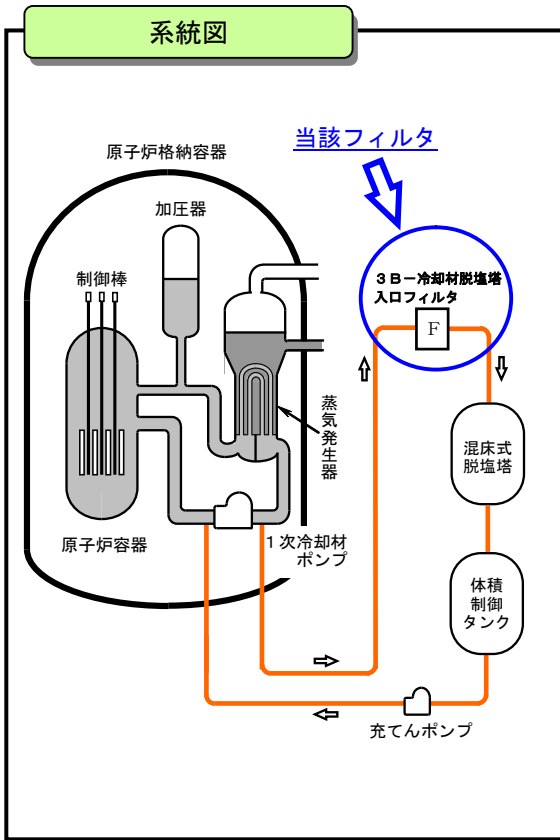 系統図
当該フィルタ
原子炉格納容器
加圧器
制御棒
3B－冷却材脱塩塔
入口フィルタ
F
蒸気発生器
混床式
脱塩塔
原子炉容器
1次冷却材
ポンプ
体積
制御
タンク
充てんポンプ